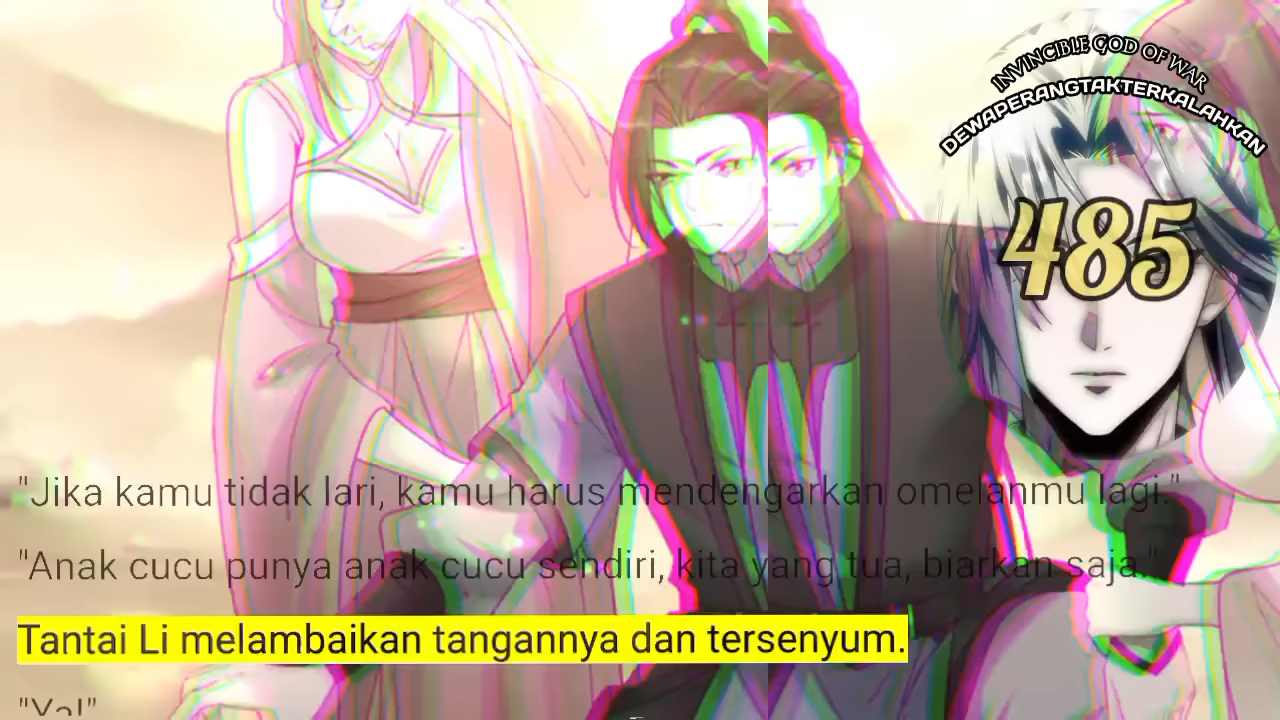 INVINCIBLE GOD OF WAR
DEWAPERANGTAKTERKALAHKAN
485
"Jika kamu tidak lari, kamu harus mendengarkan omelanmu lagi."
"Anak cucu punya anak cucu sendiri, kita yang tua, biarkan saja."
Tantai Li melambaikan tangannya dan tersenyum.
"Ya!"